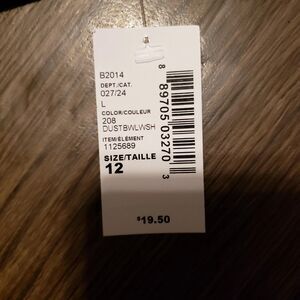 B2014
DEPT./CAT.
027/24
L
COLOR/COULEUR
208
DUSTBWLWSH
ITEM/ELÉMENT
1125689
SIZE/TAILLE
12
8 89705 03270 3
$19.50